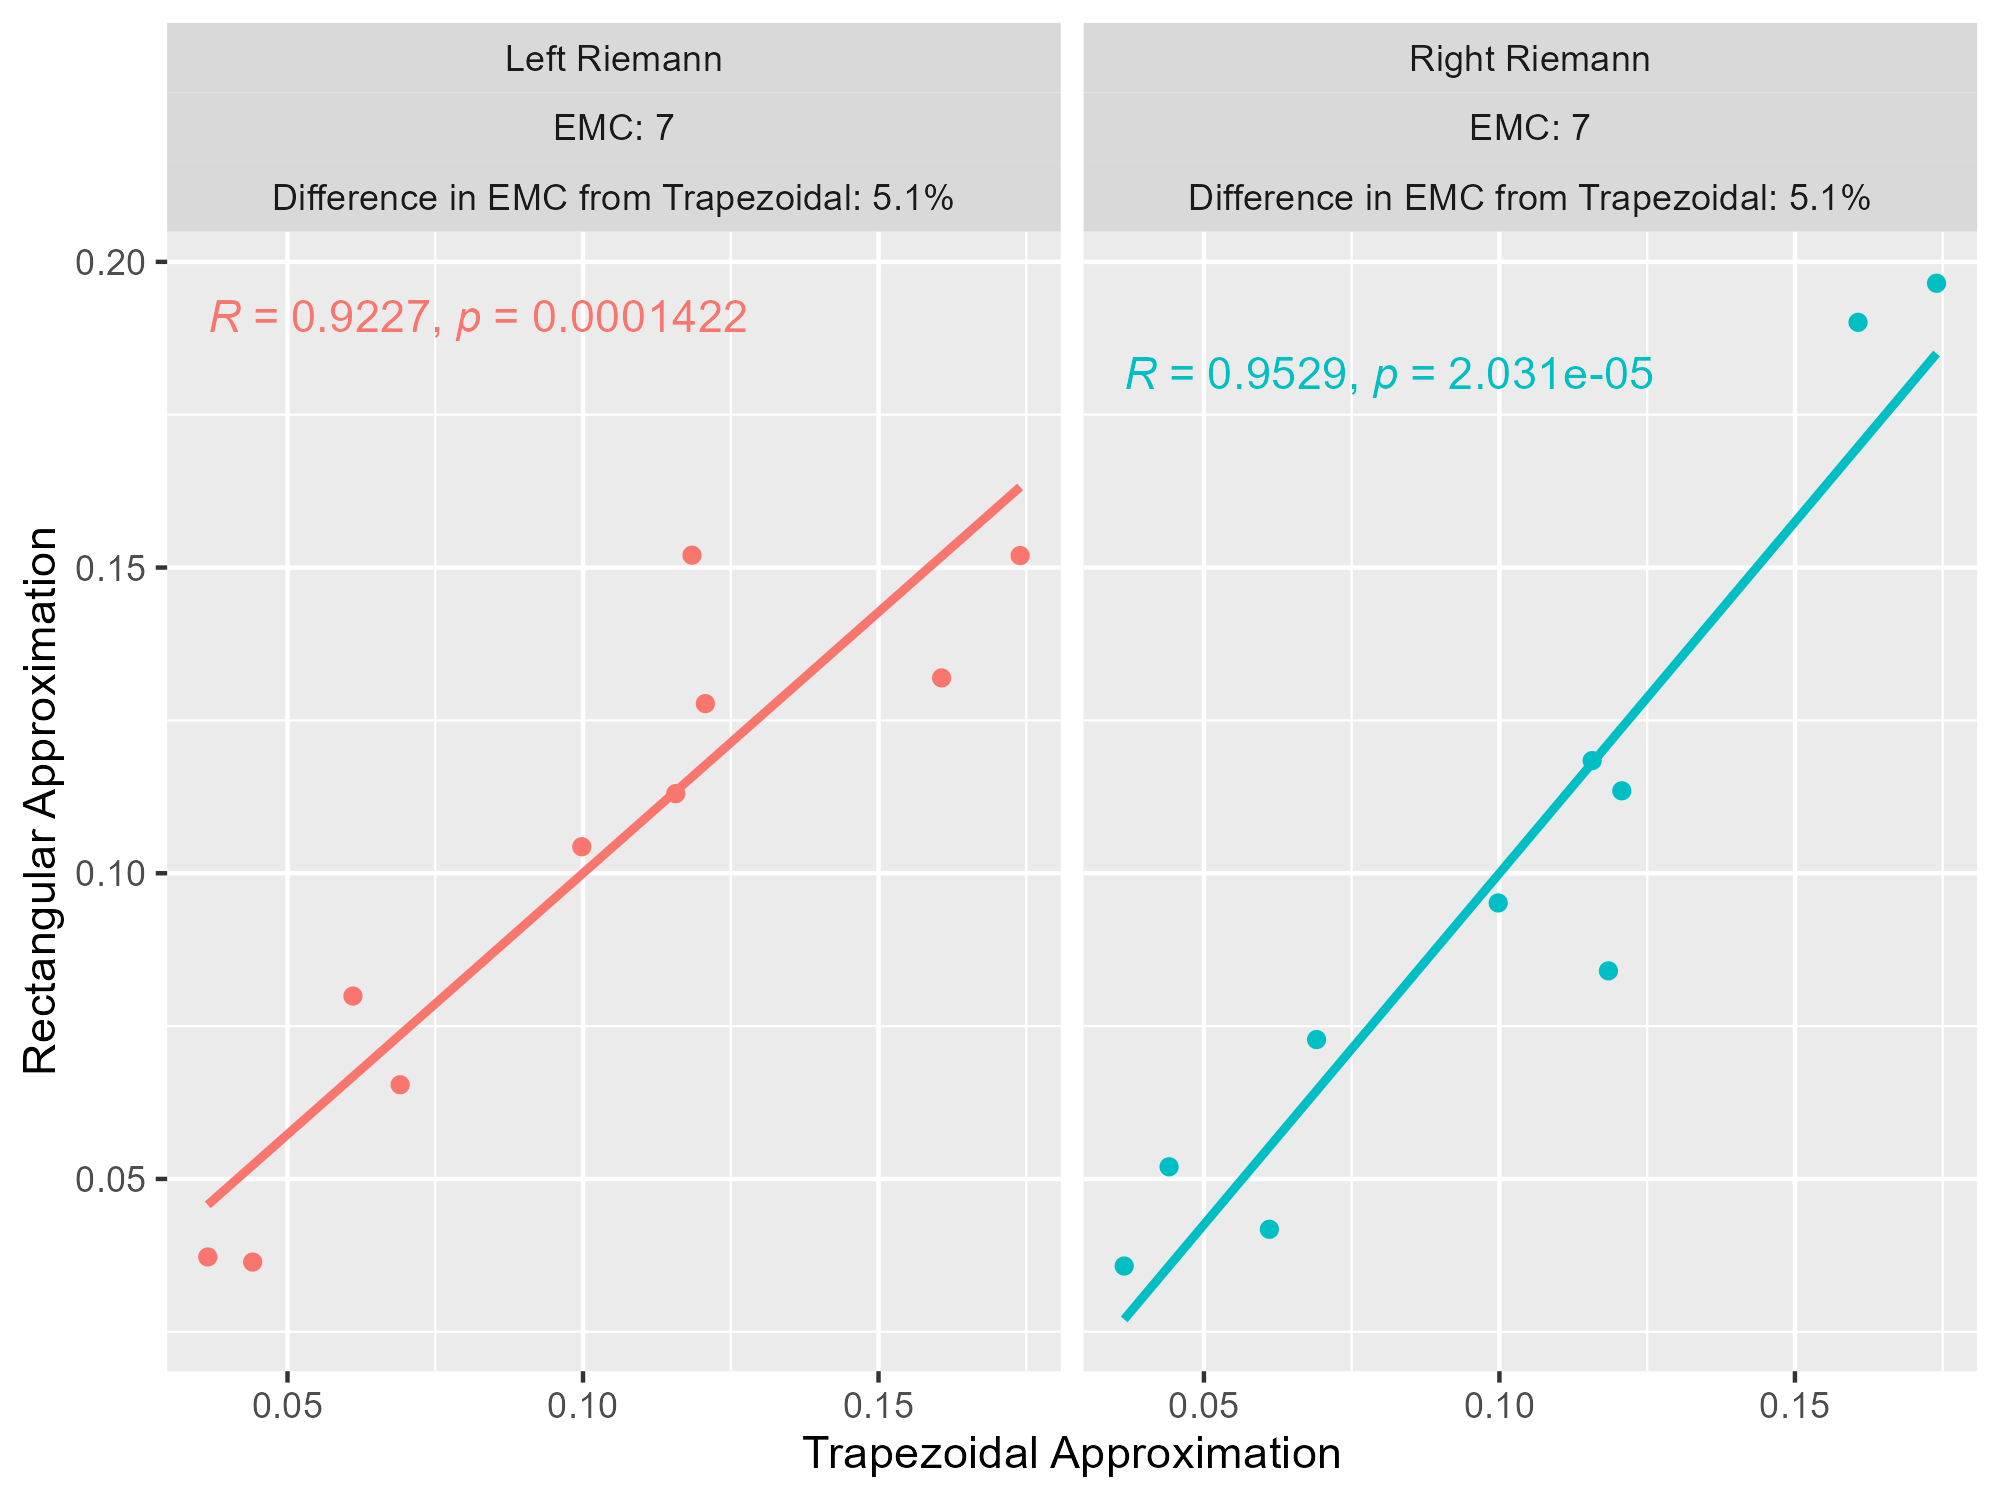 Left Riemann
EMC: 7
Difference in EMC from Trapezoidal: 5.1%
Right Riemann
EMC: 7
Difference in EMC from Trapezoidal: 5.1%
R = 0.9227, p = 0.0001422
R = 0.9529, p = 2.031e-05
Rectangular Approximation
0.20
0.15
0.10
0.05
0.05 0.10 0.15
0.05 0.10 0.15
Trapezoidal Approximation